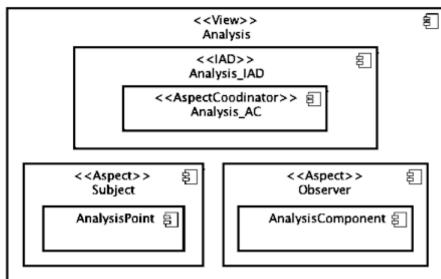 <<View>>
Analysis
<<IAD>>
Analysis_IAD
<<AspectCoodinator>>
Analysis_AC
<<Aspect>>
Subject
AnalysisPoint
<<Aspect>>
Observer
AnalysisComponent